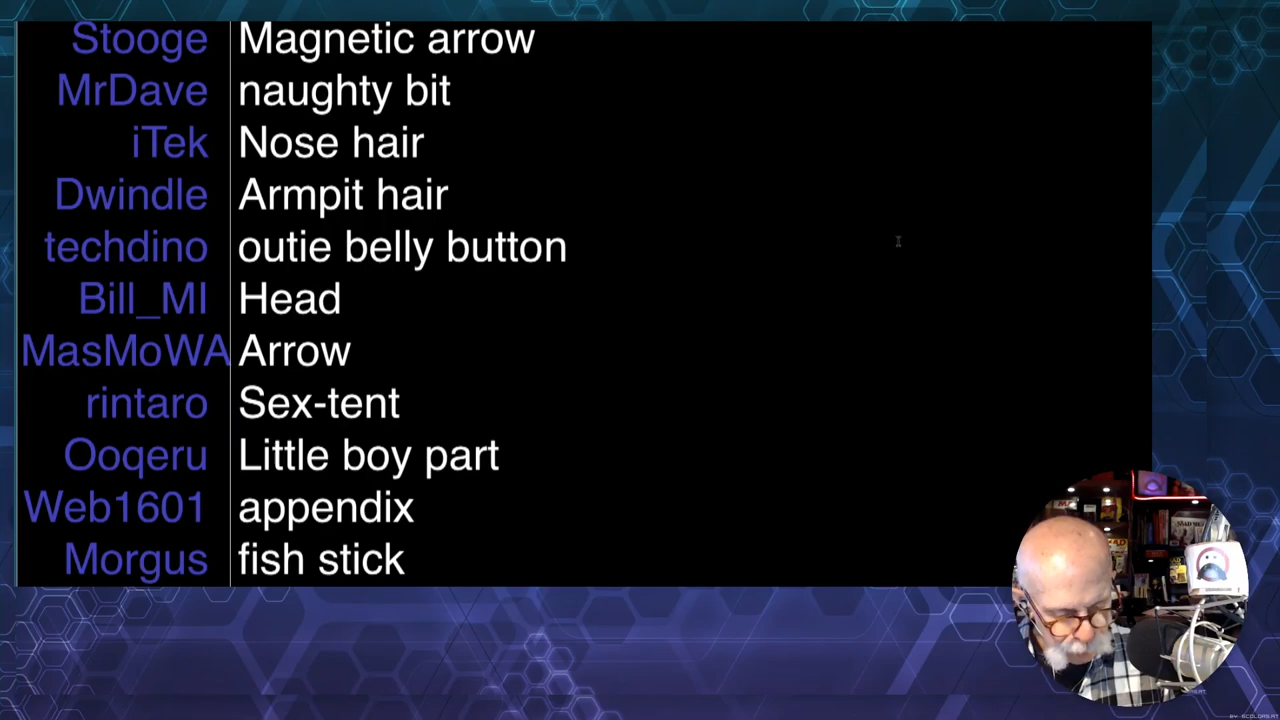 Stooge Magnetic arrow
MrDave naughty bit
iTek Nose hair
Dwindle Armpit hair
techdino outie belly button
Bill_MI Head
MasMoWA Arrow
rintaro Sex-tent
Ooqeru Little boy part
Web1601 appendix
Morgus fish stick